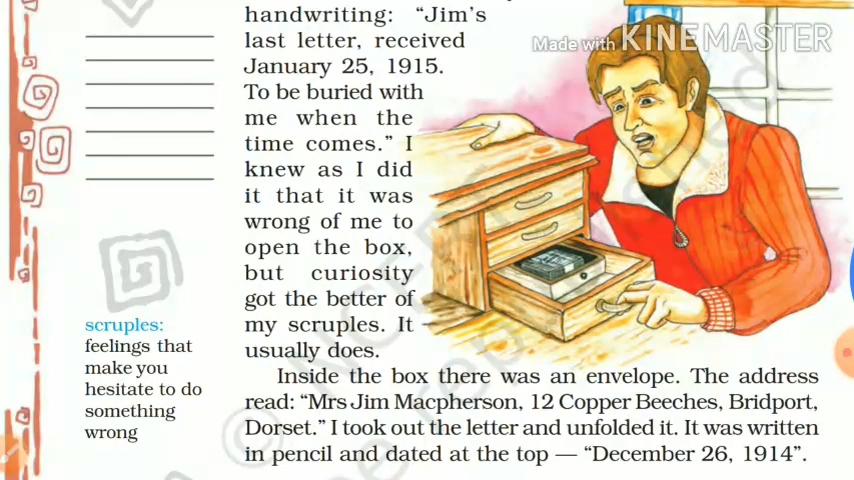 handwriting: “Jim’s
last letter, received
January 25, 1915.
To be buried with
me when the
time comes.” I
knew as I did
it that it was
wrong of me to
open the box,
but curiosity
got the better of
my scruples. It
usually does.
Inside the box there was an envelope. The address
read: “Mrs Jim Macpherson, 12 Copper Beeches, Bridport,
Dorset.” I took out the letter and unfolded it. It was written
in pencil and dated at the top — “December 26, 1914”.
scruples:
feelings that
make you
hesitate to do
something
wrong
Made with KINEMASTER